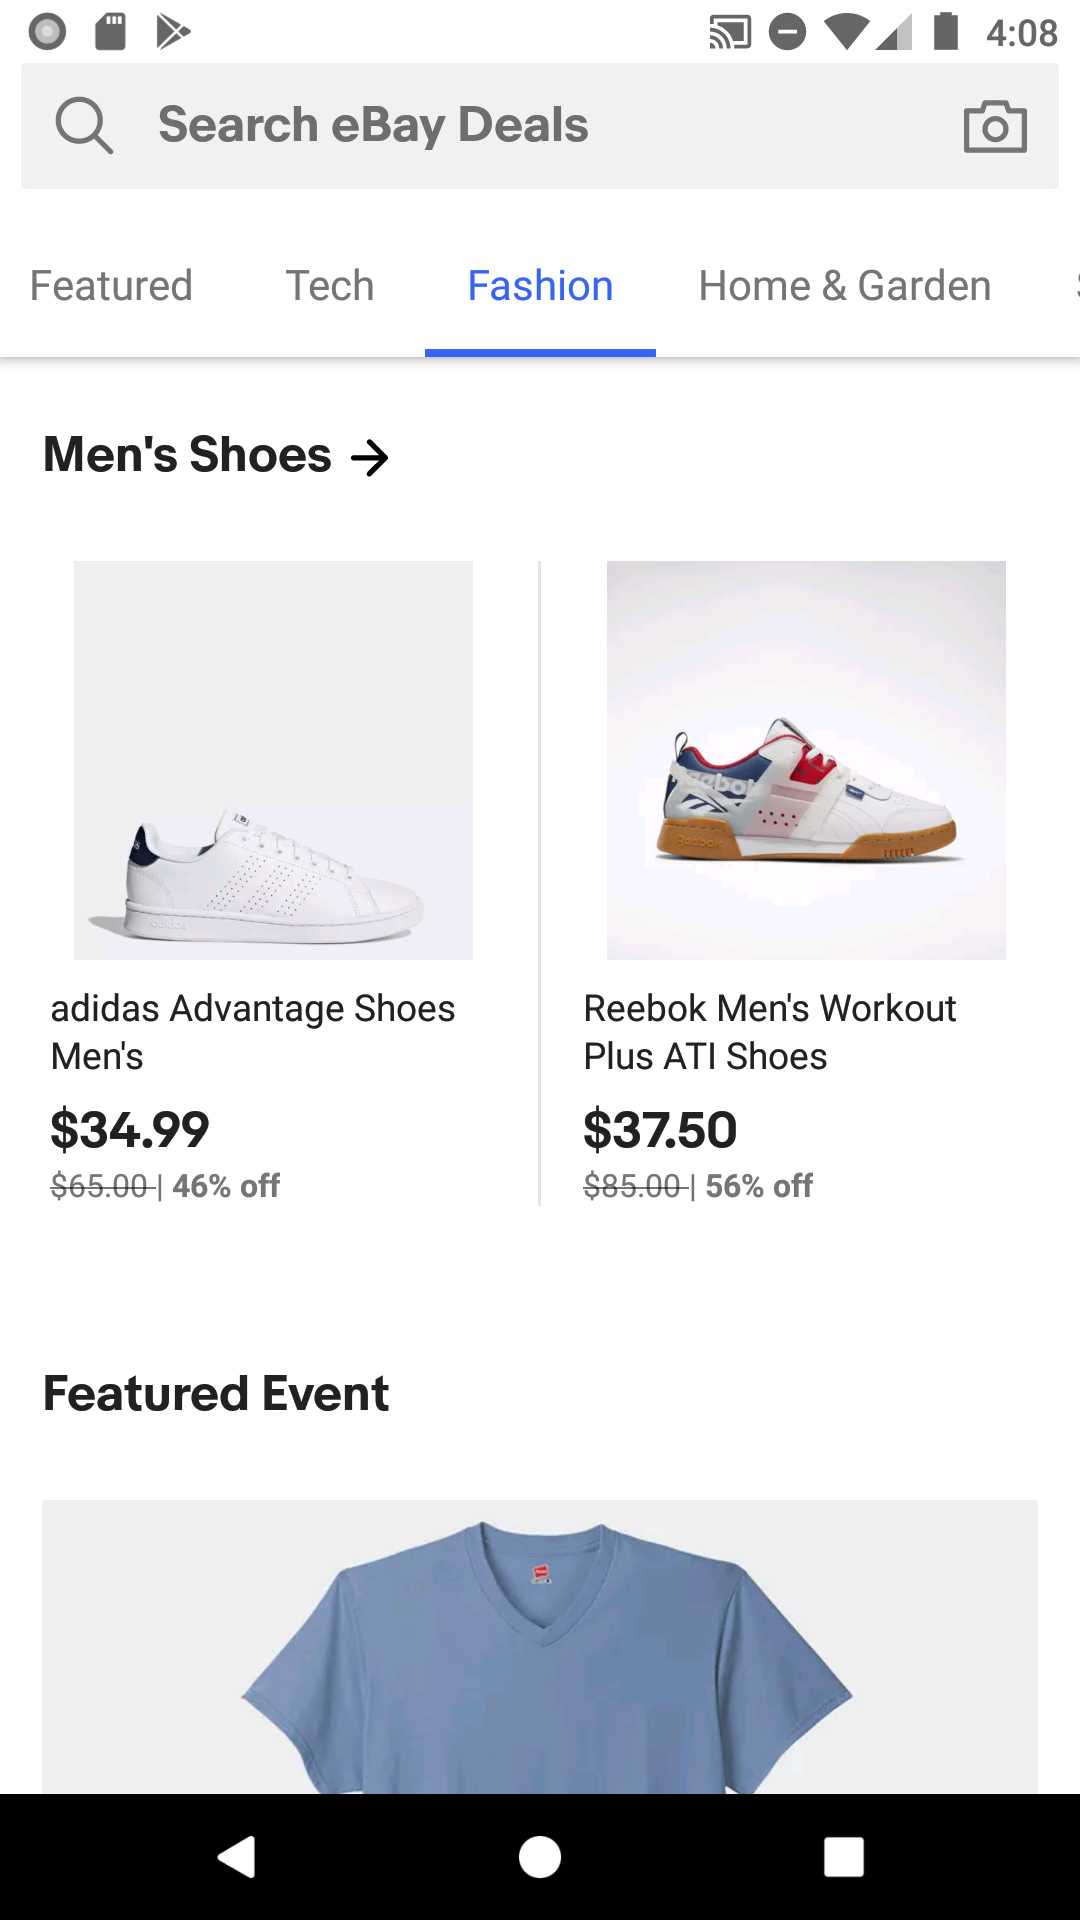 4:08
Search eBay Deals
Featured Tech Fashion Home & Garden
Men's Shoes
adidas Advantage Shoes Men's
$34.99
$65.00 | 46% off
Reebok Men's Workout Plus ATI Shoes
$37.50
$85.00 | 56% off
Featured Event